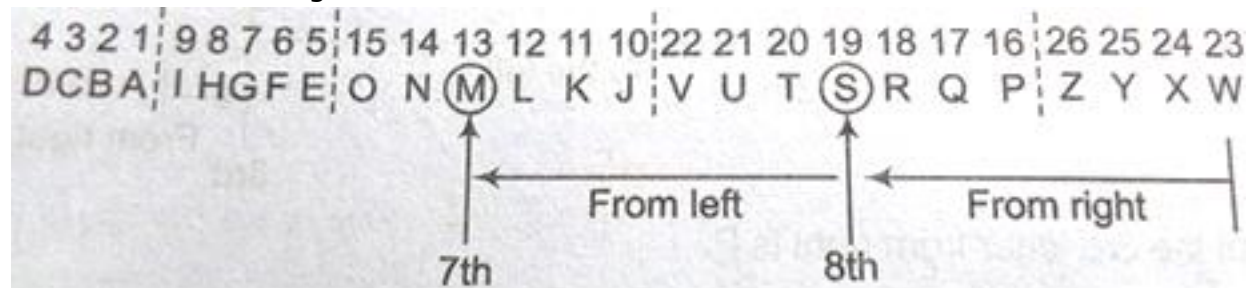 4 3 2 1 9 8 7 6 5 15 14 13 12 11 10 22 21 20 19 18 17 16 26 25 24 23
D C B A I H G F E O N M L K J V U T S R Q P Z Y X W
From left From right
7th 8th